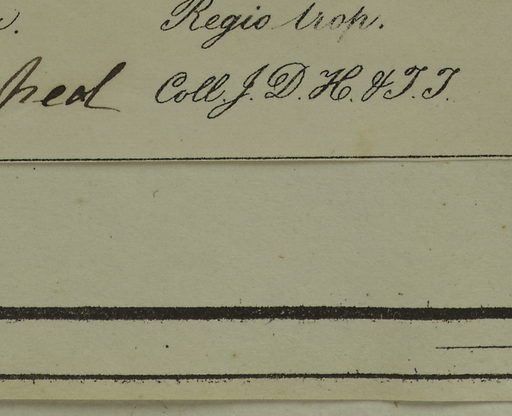 Regio trop.
Coll. J. D. H. & T. T.